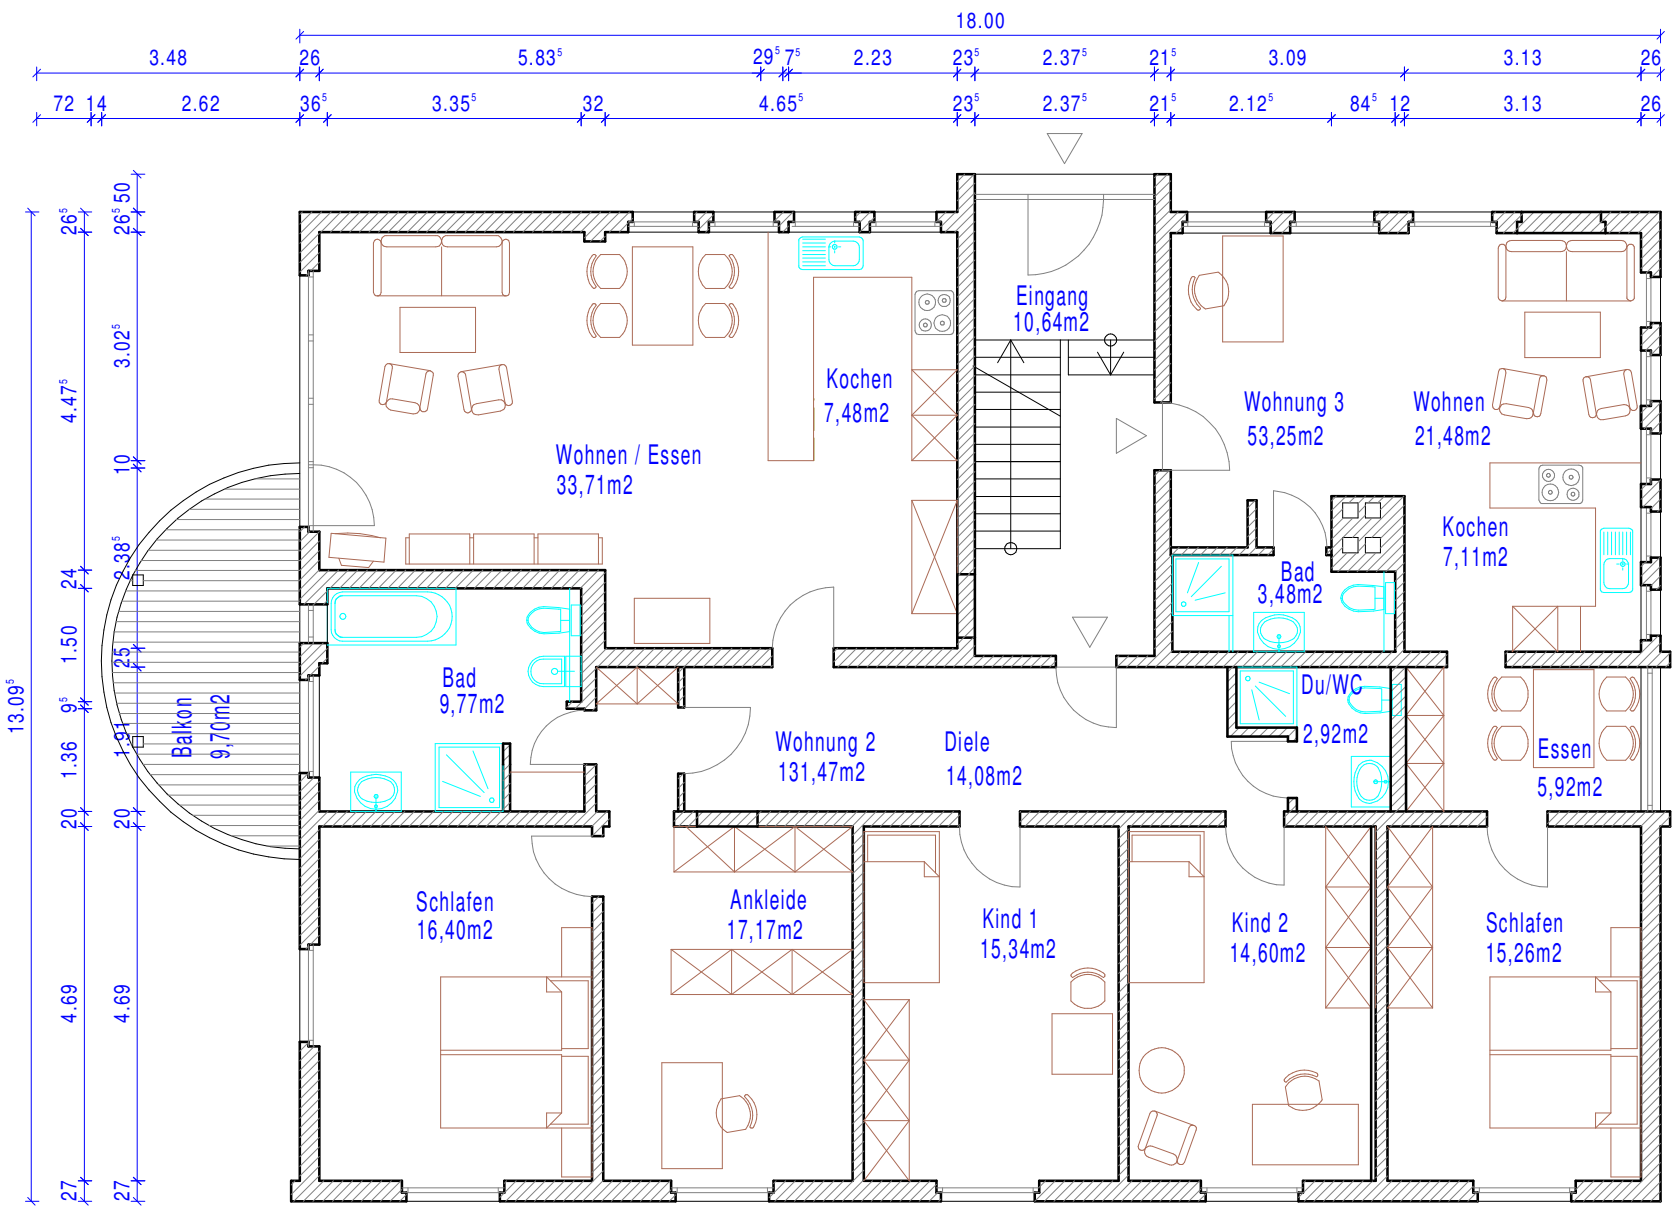 18.00
3.48 26 5.83⁵ 29⁵ 7⁵ 2.23 23⁵ 2.37⁵ 21⁵ 3.09 3.13 26
72 14 2.62 36⁵ 3.35⁵ 32 4.65⁵ 23⁵ 2.37⁵ 21⁵ 2.12⁵ 84⁵ 12 3.13 26
13.09⁵
26⁵
4.47⁵
24
1.50
9⁵
1.36
20
4.69
27
50
26⁵
3.02⁵
10
2.38⁵
25
1.91
20
4.69
27
Balkon
9,70m2
Wohnen / Essen
33,71m2
Kochen
7,48m2
Eingang
10,64m2
Wohnung 3
53,25m2
Wohnen
21,48m2
Kochen
7,11m2
Bad
3,48m2
Bad
9,77m2
Wohnung 2
131,47m2
Diele
14,08m2
Du/WC
2,92m2
Essen
5,92m2
Schlafen
16,40m2
Ankleide
17,17m2
Kind 1
15,34m2
Kind 2
14,60m2
Schlafen
15,26m2